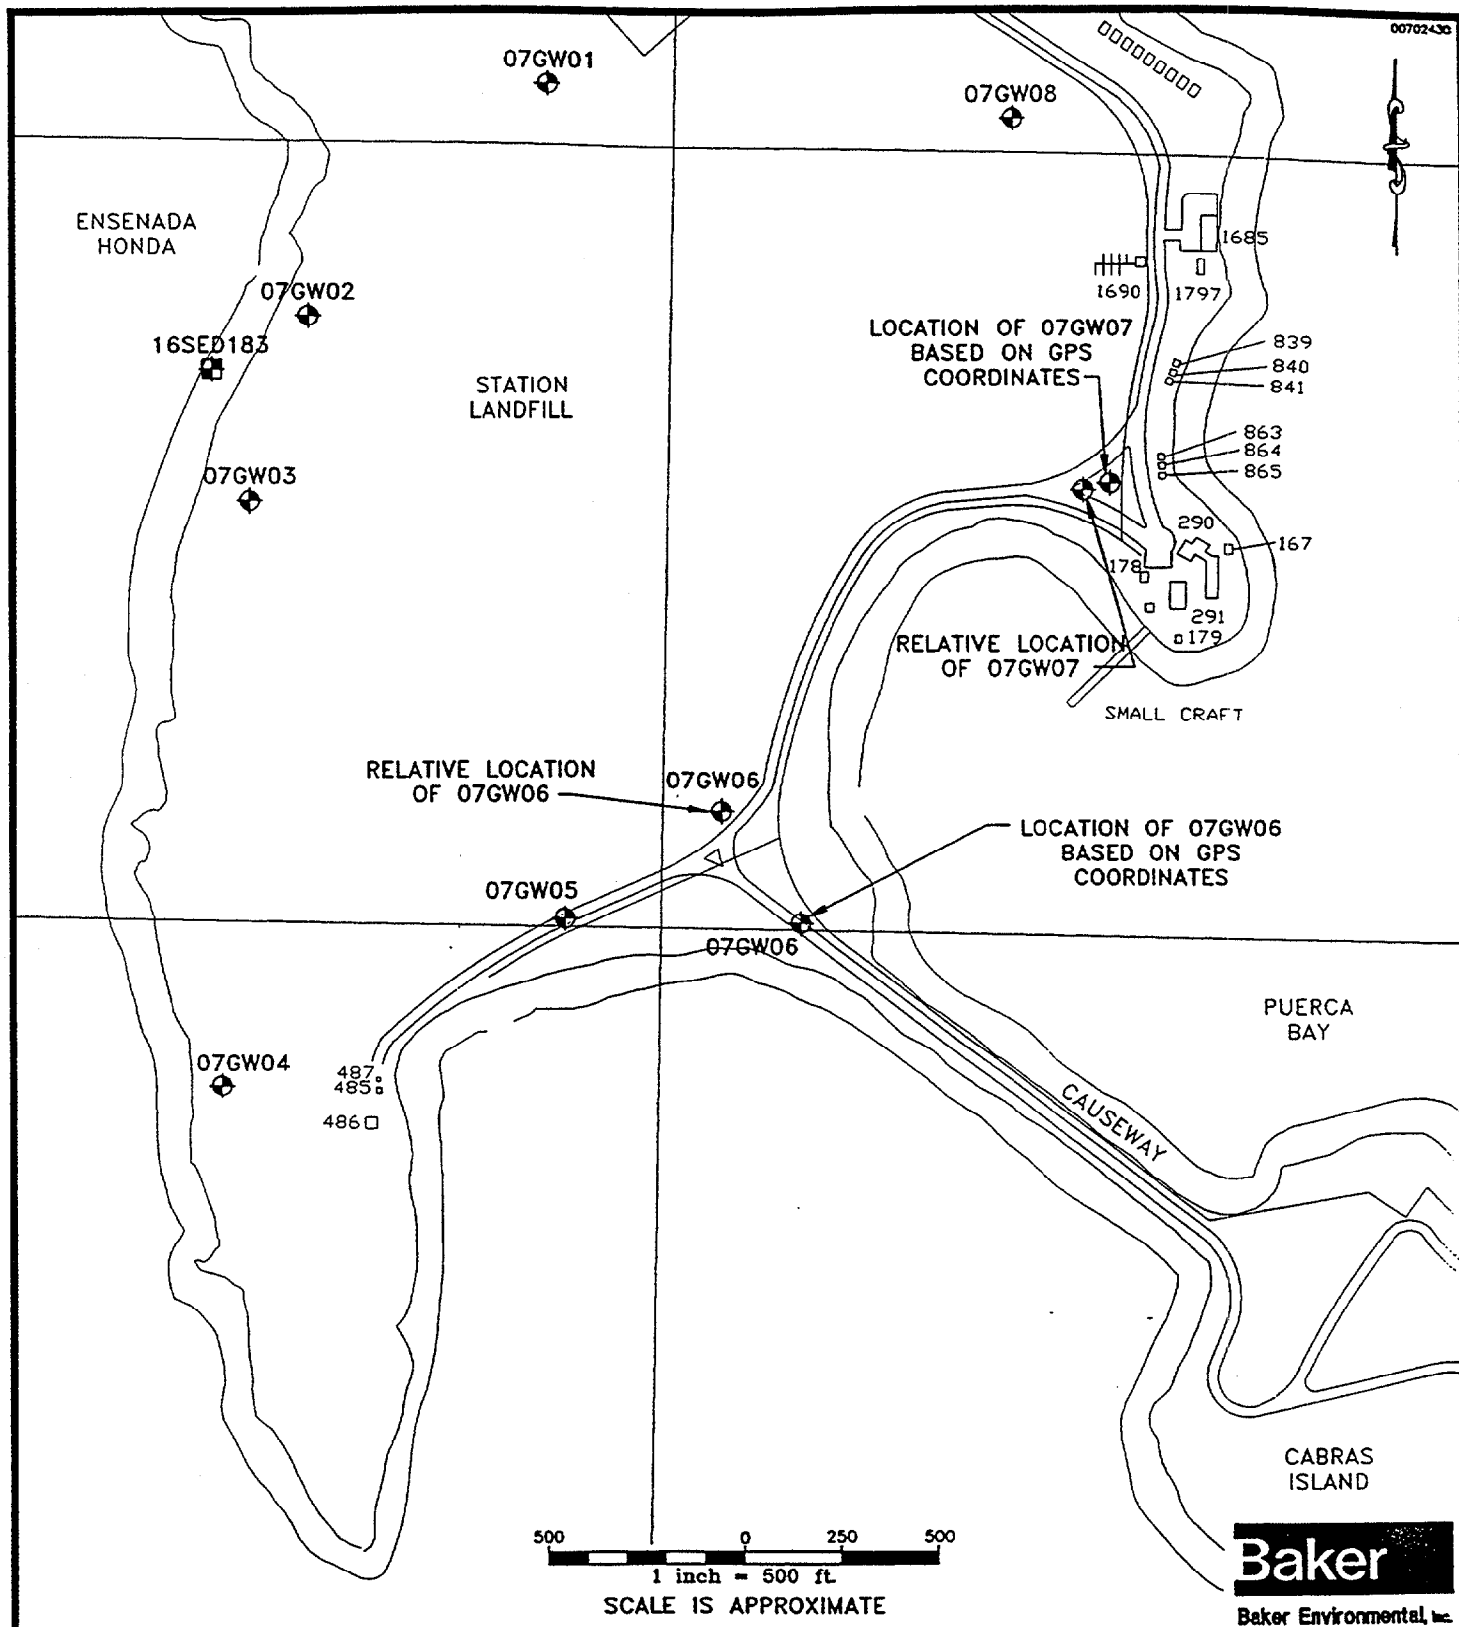 00702430
07GW01
07GW08
ENSENADA
HONDA
1685
07GW02
1690
1797
16SED183
LOCATION OF 07GW07
BASED ON GPS
COORDINATES
839
840
841
STATION
LANDFILL
863
864
865
07GW03
290
167
178
291
179
RELATIVE LOCATION
OF 07GW07
SMALL CRAFT
RELATIVE LOCATION
OF 07GW06
07GW06
LOCATION OF 07GW06
BASED ON GPS
COORDINATES
07GW05
07GW06
PUERCA
BAY
07GW04
487
485
486
CAUSEWAY
CABRAS
ISLAND
500 0 250 500
1 inch = 500 ft.
SCALE IS APPROXIMATE
Baker
Baker Environmental, Inc.